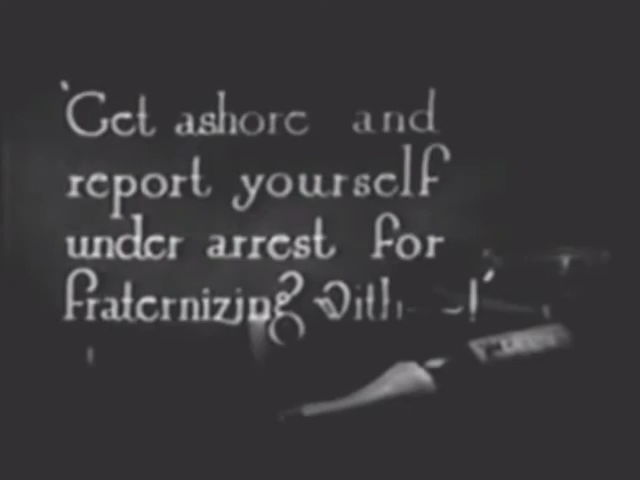 'Get ashore and
report yourself
under arrest for
fraternizing with — !'